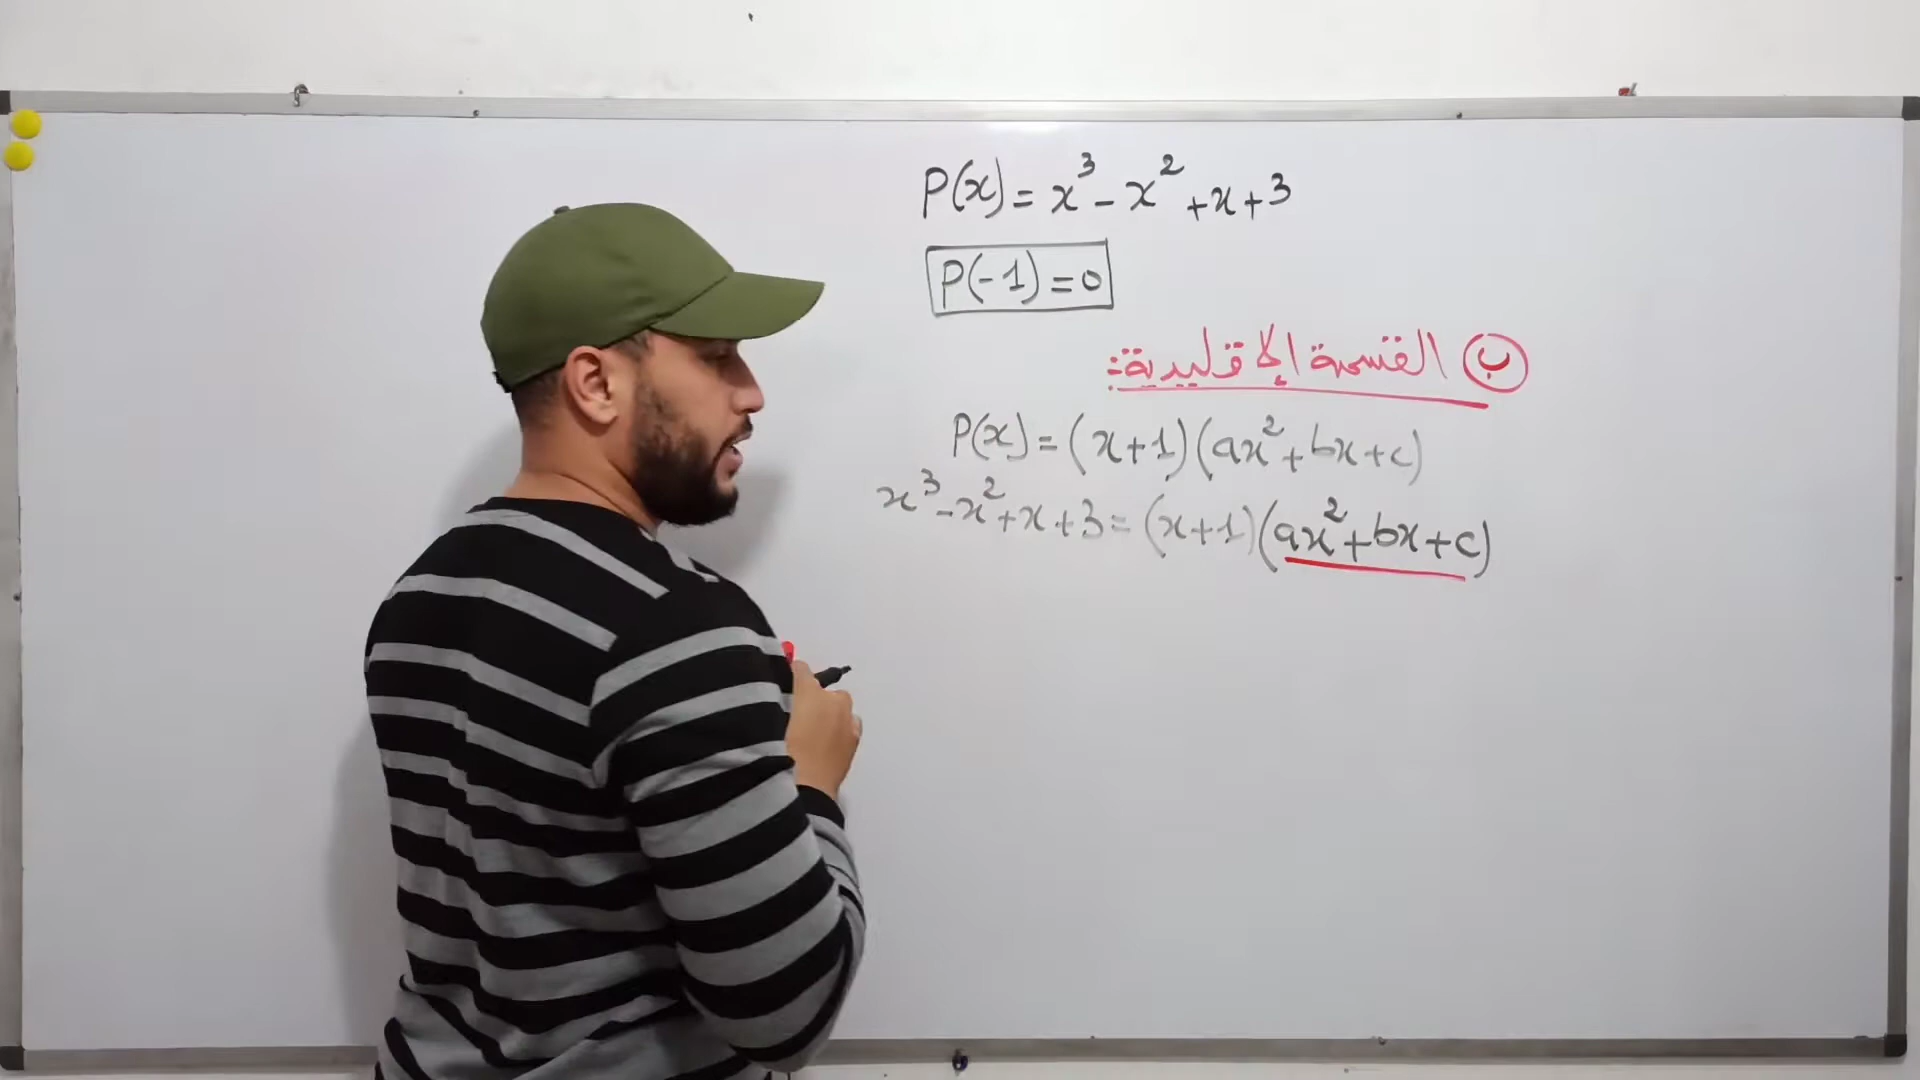 P(x) = x³ - x² + x + 3
P(-1) = 0
ب القسمة الإقليدية:
P(x) = (x+1)(ax² + bx + c)
x³ - x² + x + 3 = (x+1)(ax² + bx + c)